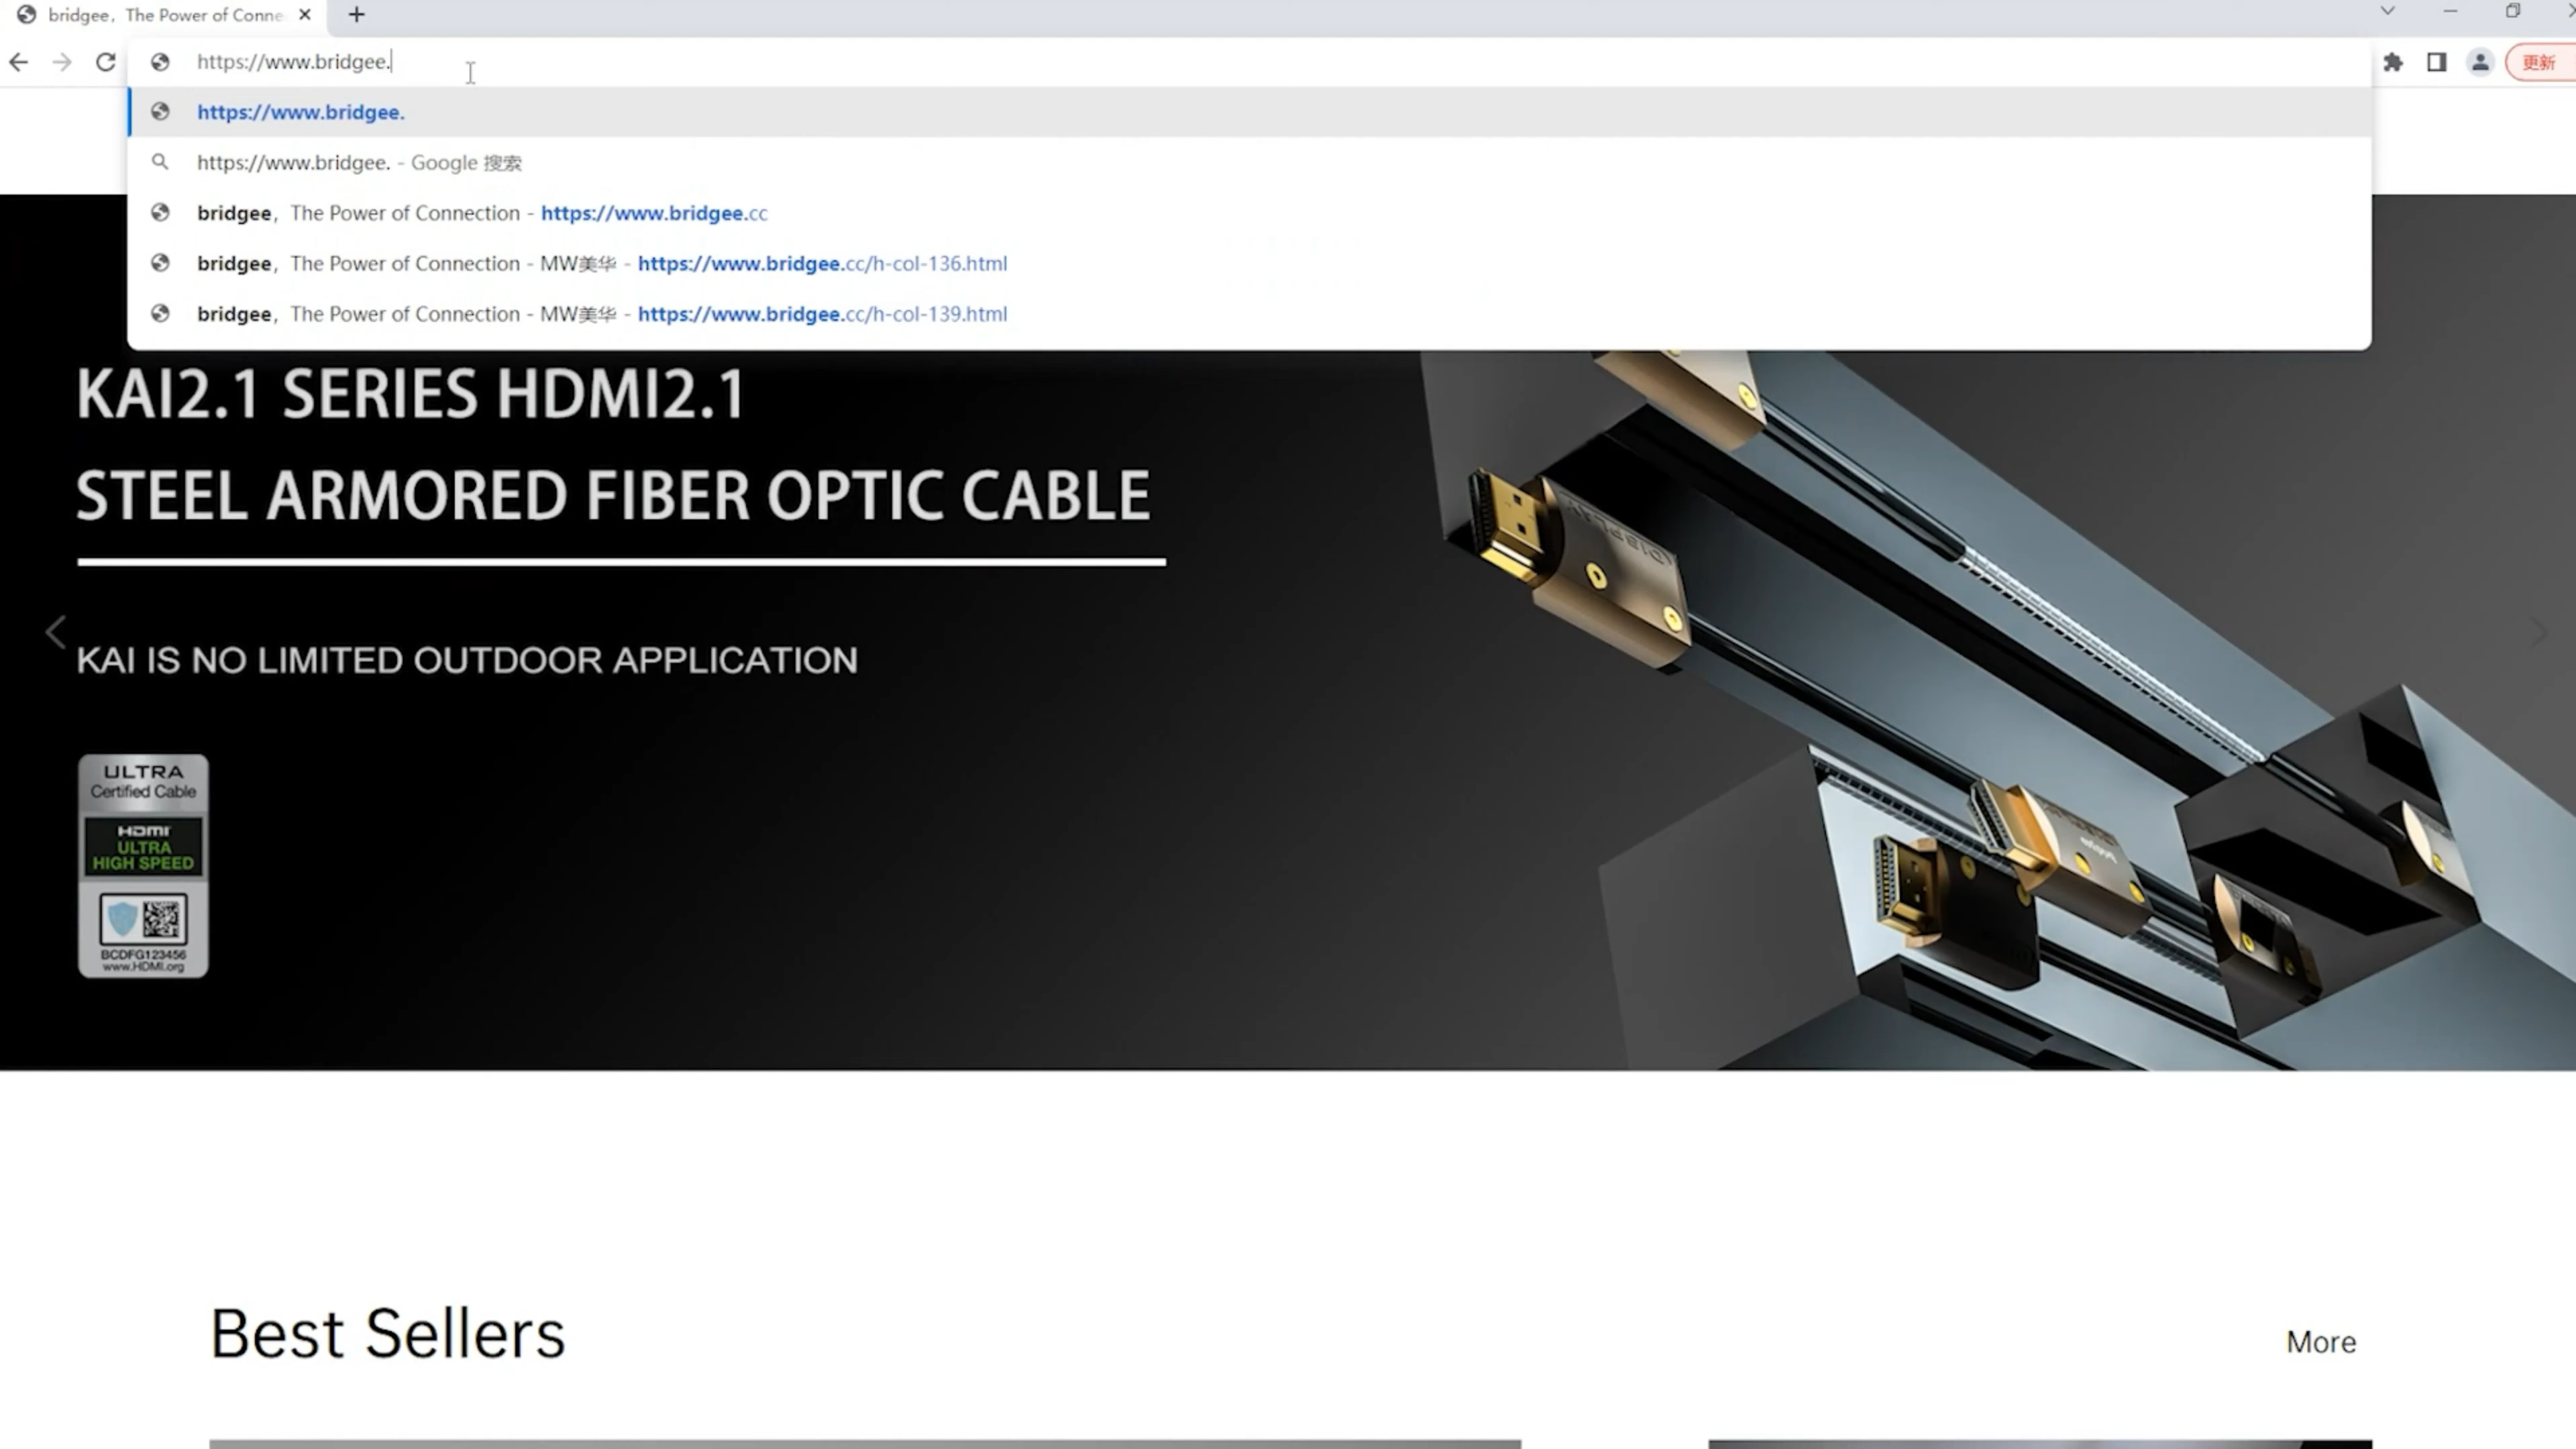 bridgee, The Power of Conne
https://www.bridgee.
更新
https://www.bridgee.
https://www.bridgee. - Google 搜索
bridgee, The Power of Connection - https://www.bridgee.cc
bridgee, The Power of Connection - MW美华 - https://www.bridgee.cc/h-col-136.html
bridgee, The Power of Connection - MW美华 - https://www.bridgee.cc/h-col-139.html
KAI2.1 SERIES HDMI2.1
STEEL ARMORED FIBER OPTIC CABLE
KAI IS NO LIMITED OUTDOOR APPLICATION
ULTRA
Certified Cable
HDMI
ULTRA
HIGH SPEED
BCDFG123456
www.HDMI.org
Best Sellers
More